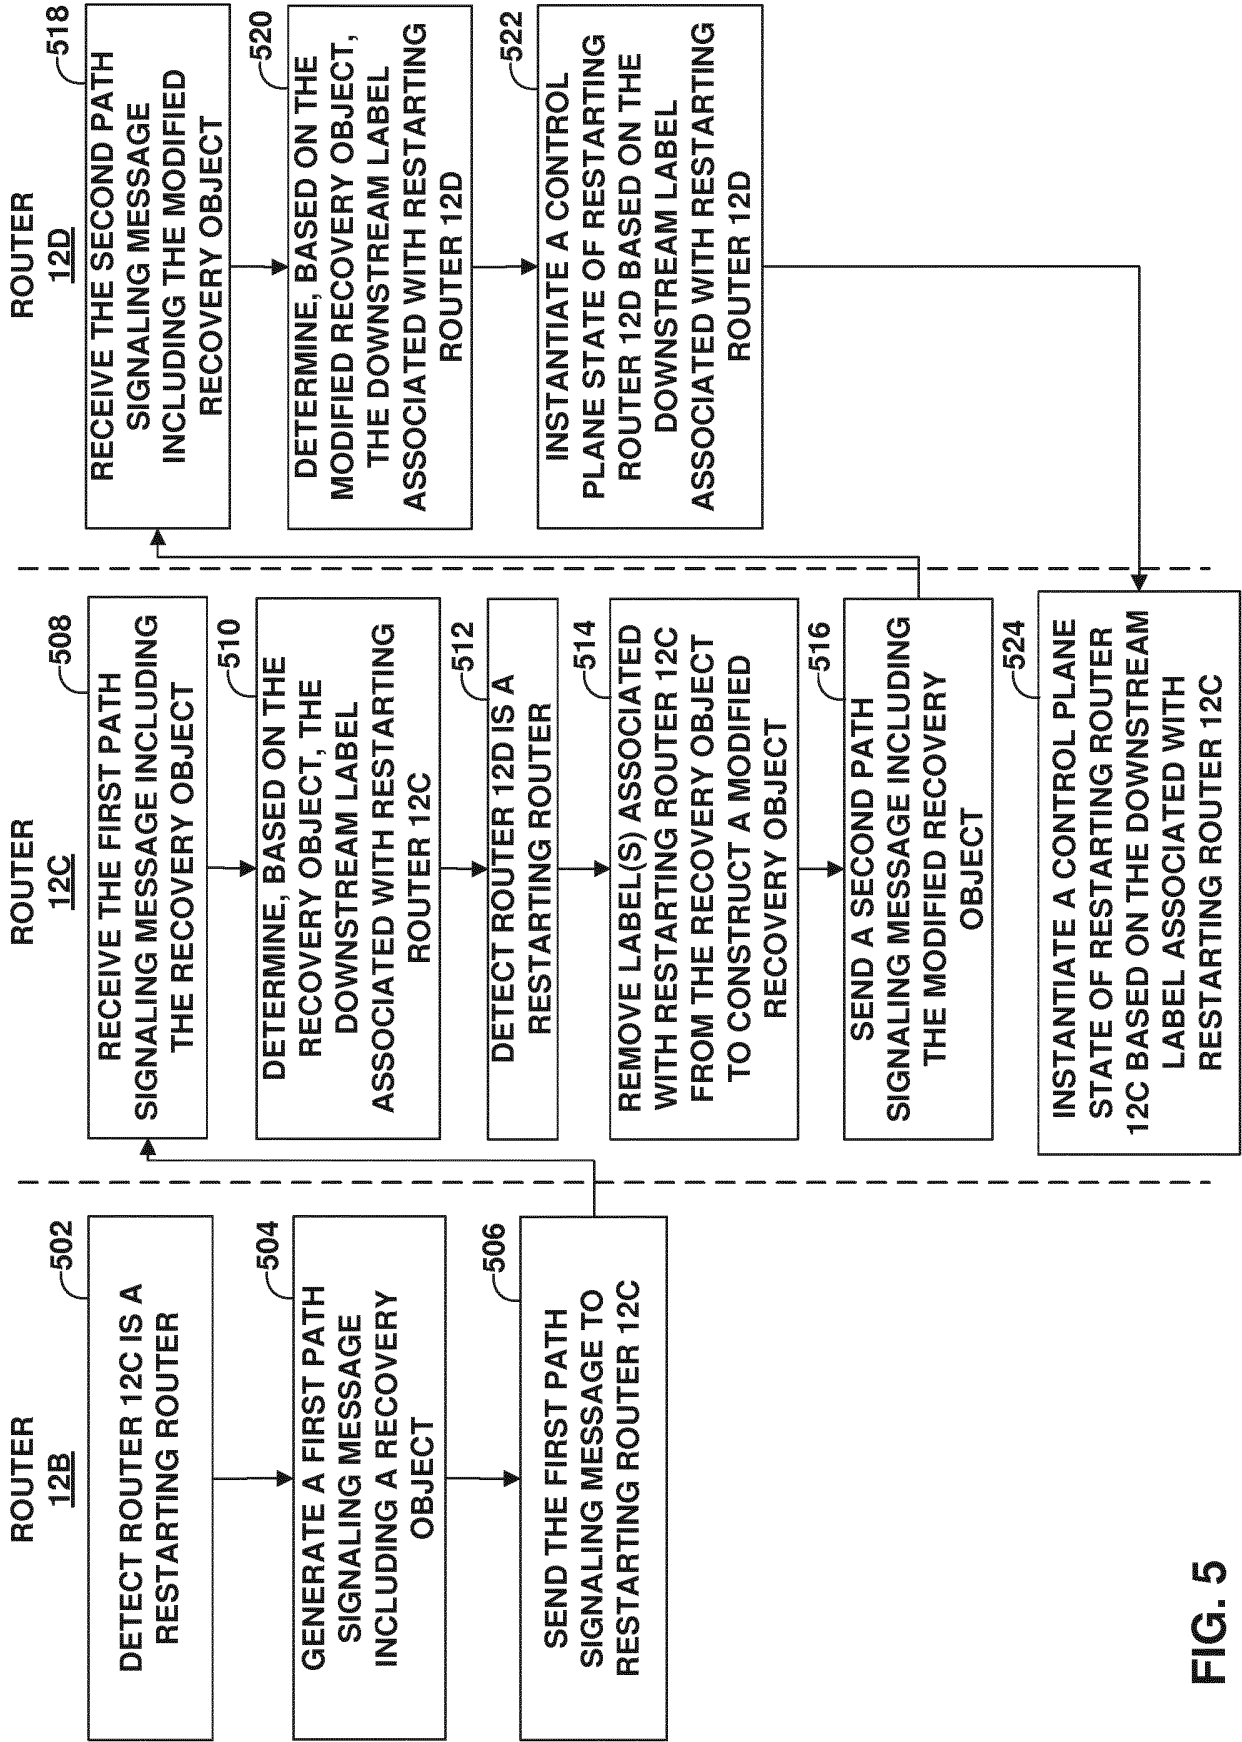 ROUTER
12B
502
DETECT ROUTER 12C IS A
RESTARTING ROUTER
504
GENERATE A FIRST PATH
SIGNALING MESSAGE
INCLUDING A RECOVERY
OBJECT
506
SEND THE FIRST PATH
SIGNALING MESSAGE TO
RESTARTING ROUTER 12C
ROUTER
12C
508
RECEIVE THE FIRST PATH
SIGNALING MESSAGE INCLUDING
THE RECOVERY OBJECT
510
DETERMINE, BASED ON THE
RECOVERY OBJECT, THE
DOWNSTREAM LABEL
ASSOCIATED WITH RESTARTING
ROUTER 12C
512
DETECT ROUTER 12D IS A
RESTARTING ROUTER
514
REMOVE LABEL(S) ASSOCIATED
WITH RESTARTING ROUTER 12C
FROM THE RECOVERY OBJECT
TO CONSTRUCT A MODIFIED
RECOVERY OBJECT
516
SEND A SECOND PATH
SIGNALING MESSAGE INCLUDING
THE MODIFIED RECOVERY
OBJECT
524
INSTANTIATE A CONTROL PLANE
STATE OF RESTARTING ROUTER
12C BASED ON THE DOWNSTREAM
LABEL ASSOCIATED WITH
RESTARTING ROUTER 12C
ROUTER
12D
518
RECEIVE THE SECOND PATH
SIGNALING MESSAGE
INCLUDING THE MODIFIED
RECOVERY OBJECT
520
DETERMINE, BASED ON THE
MODIFIED RECOVERY OBJECT,
THE DOWNSTREAM LABEL
ASSOCIATED WITH RESTARTING
ROUTER 12D
522
INSTANTIATE A CONTROL
PLANE STATE OF RESTARTING
ROUTER 12D BASED ON THE
DOWNSTREAM LABEL
ASSOCIATED WITH RESTARTING
ROUTER 12D
FIG. 5